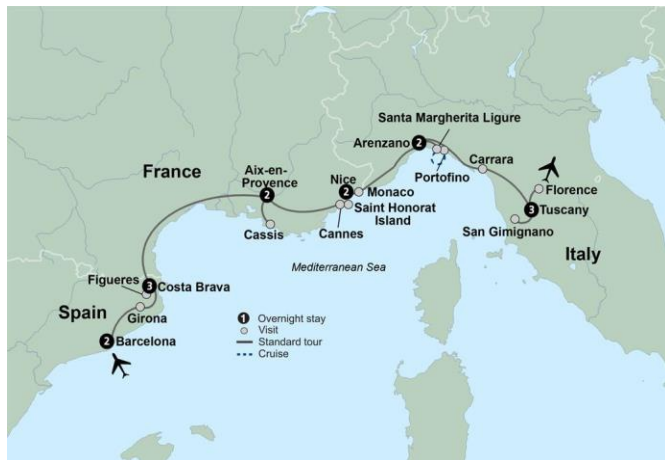 Santa Margherita Ligure
Arenzano
2
Carrara
Portofino
France
Aix-en-
Provence
2
Nice
2
Monaco
Florence
3
Tuscany
Saint Honorat
Island
Cannes
Cassis
San Gimignano
Italy
Mediterranean Sea
Figueres
3
Costa Brava
Spain
Girona
2
Barcelona
1 Overnight stay
Visit
Standard tour
Cruise